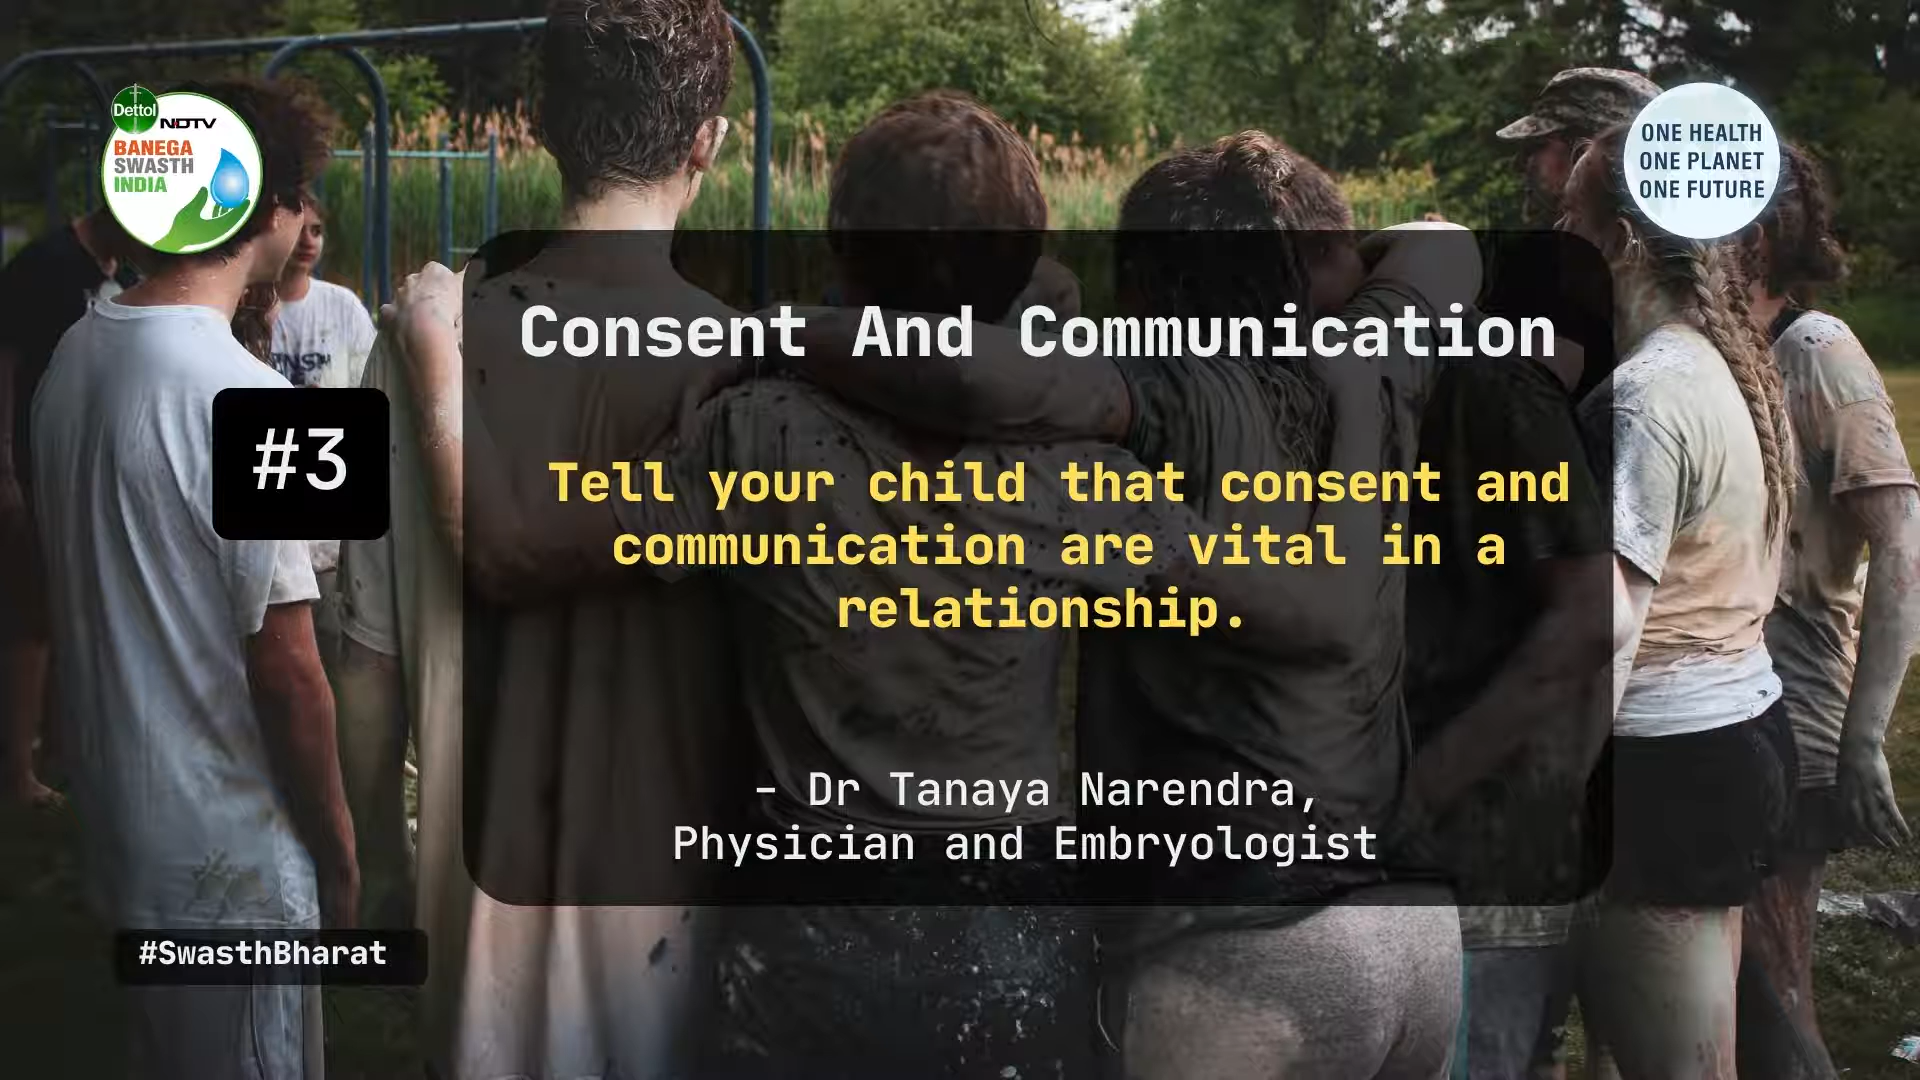 Dettol
NDTV
BANEGA
SWASTH
INDIA
ONE HEALTH
ONE PLANET
ONE FUTURE
Consent And Communication
#3
Tell your child that consent and
communication are vital in a
relationship.
- Dr Tanaya Narendra,
Physician and Embryologist
#SwasthBharat